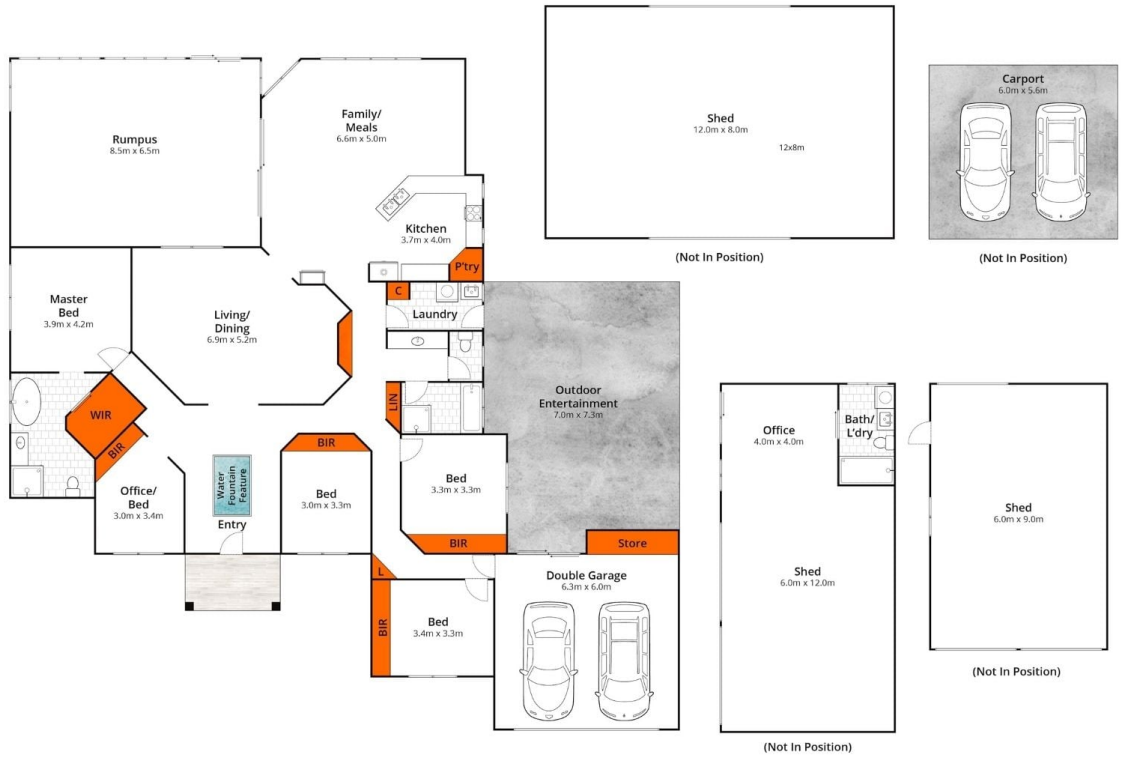 Rumpus
8.5m x 6.5m
Family/
Meals
6.6m x 5.0m
Kitchen
3.7m x 4.0m
P'try
C
Laundry
Master
Bed
3.9m x 4.2m
Living/
Dining
6.9m x 5.2m
WIR
BIR
Office/
Bed
3.0m x 3.4m
Water
Fountain
Feature
Entry
BIR
Bed
3.0m x 3.3m
LIN
Bed
3.3m x 3.3m
BIR
L
BIR
Bed
3.4m x 3.3m
Outdoor
Entertainment
7.0m x 7.3m
Store
Double Garage
6.3m x 6.0m
Shed
12.0m x 8.0m
12x8m
(Not In Position)
Carport
6.0m x 5.6m
(Not In Position)
Office
4.0m x 4.0m
Bath/
L'dry
Shed
6.0m x 12.0m
(Not In Position)
Shed
6.0m x 9.0m
(Not In Position)